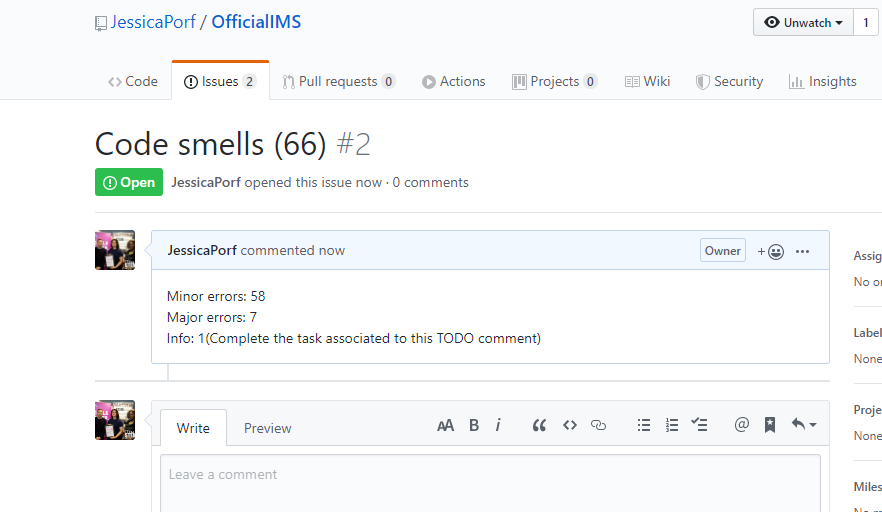 JessicaPorf / OfficialIMS
Unwatch 1
Code Issues 2 Pull requests 0 Actions Projects 0 Wiki Security Insights
Code smells (66) #2
Open JessicaPorf opened this issue now · 0 comments
JessicaPorf commented now Owner
Minor errors: 58
Major errors: 7
Info: 1(Complete the task associated to this TODO comment)
Write Preview
Leave a comment
Assig
No o
Label
None
Proje
None
Miles